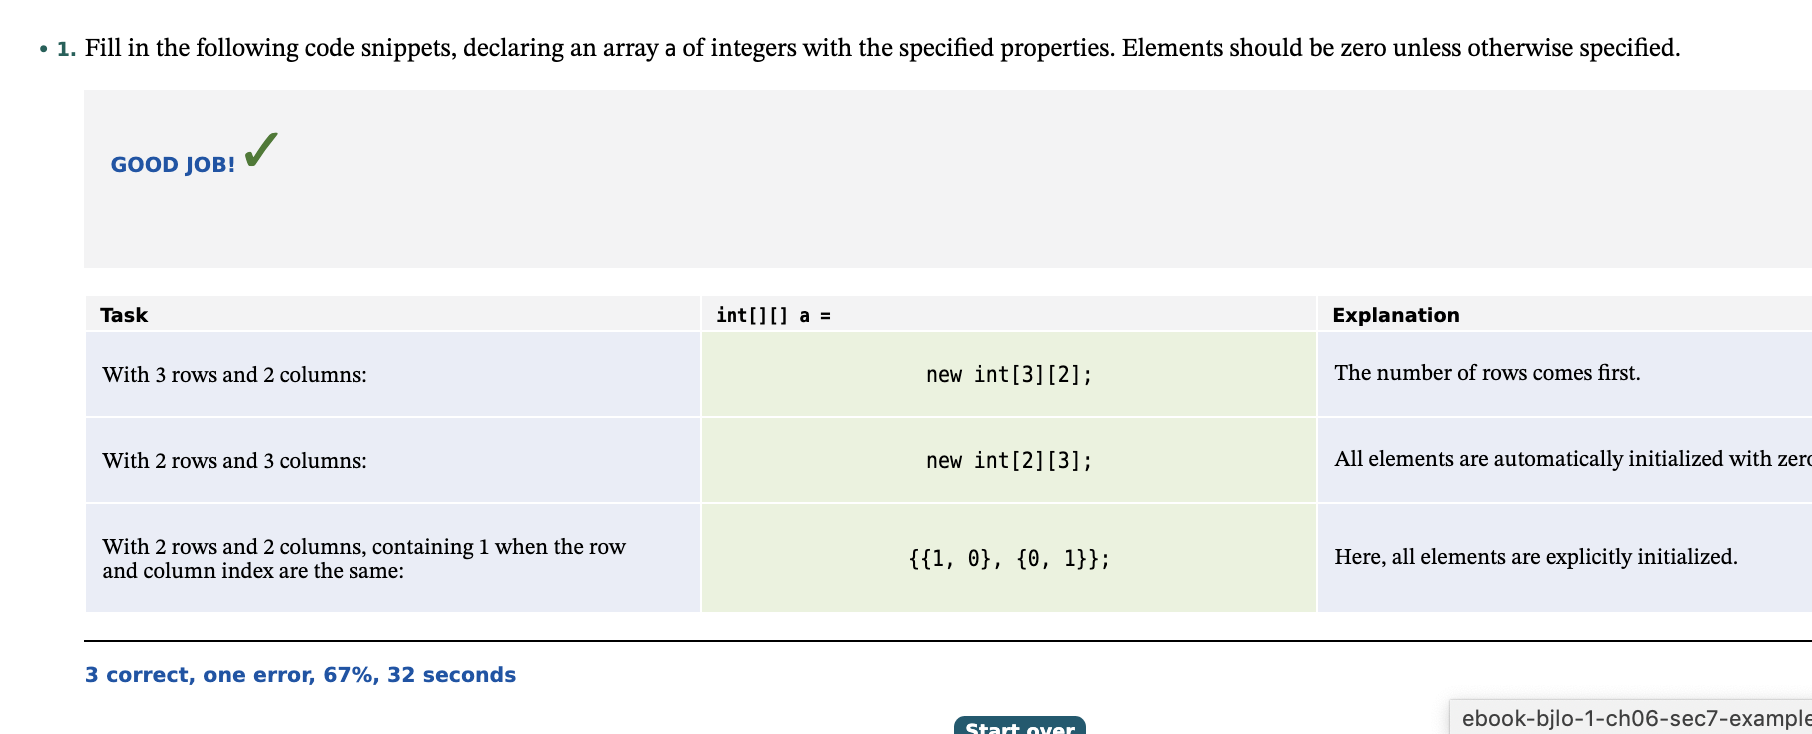 • 1. Fill in the following code snippets, declaring an array a of integers with the specified properties. Elements should be zero unless otherwise specified.
GOOD JOB! ✓
Task
int[][] a =
Explanation
With 3 rows and 2 columns:
new int[3][2];
The number of rows comes first.
With 2 rows and 3 columns:
new int[2][3];
All elements are automatically initialized with zero
With 2 rows and 2 columns, containing 1 when the row
and column index are the same:
{{1, 0}, {0, 1}};
Here, all elements are explicitly initialized.
3 correct, one error, 67%, 32 seconds
Start over
ebook-bjlo-1-ch06-sec7-example